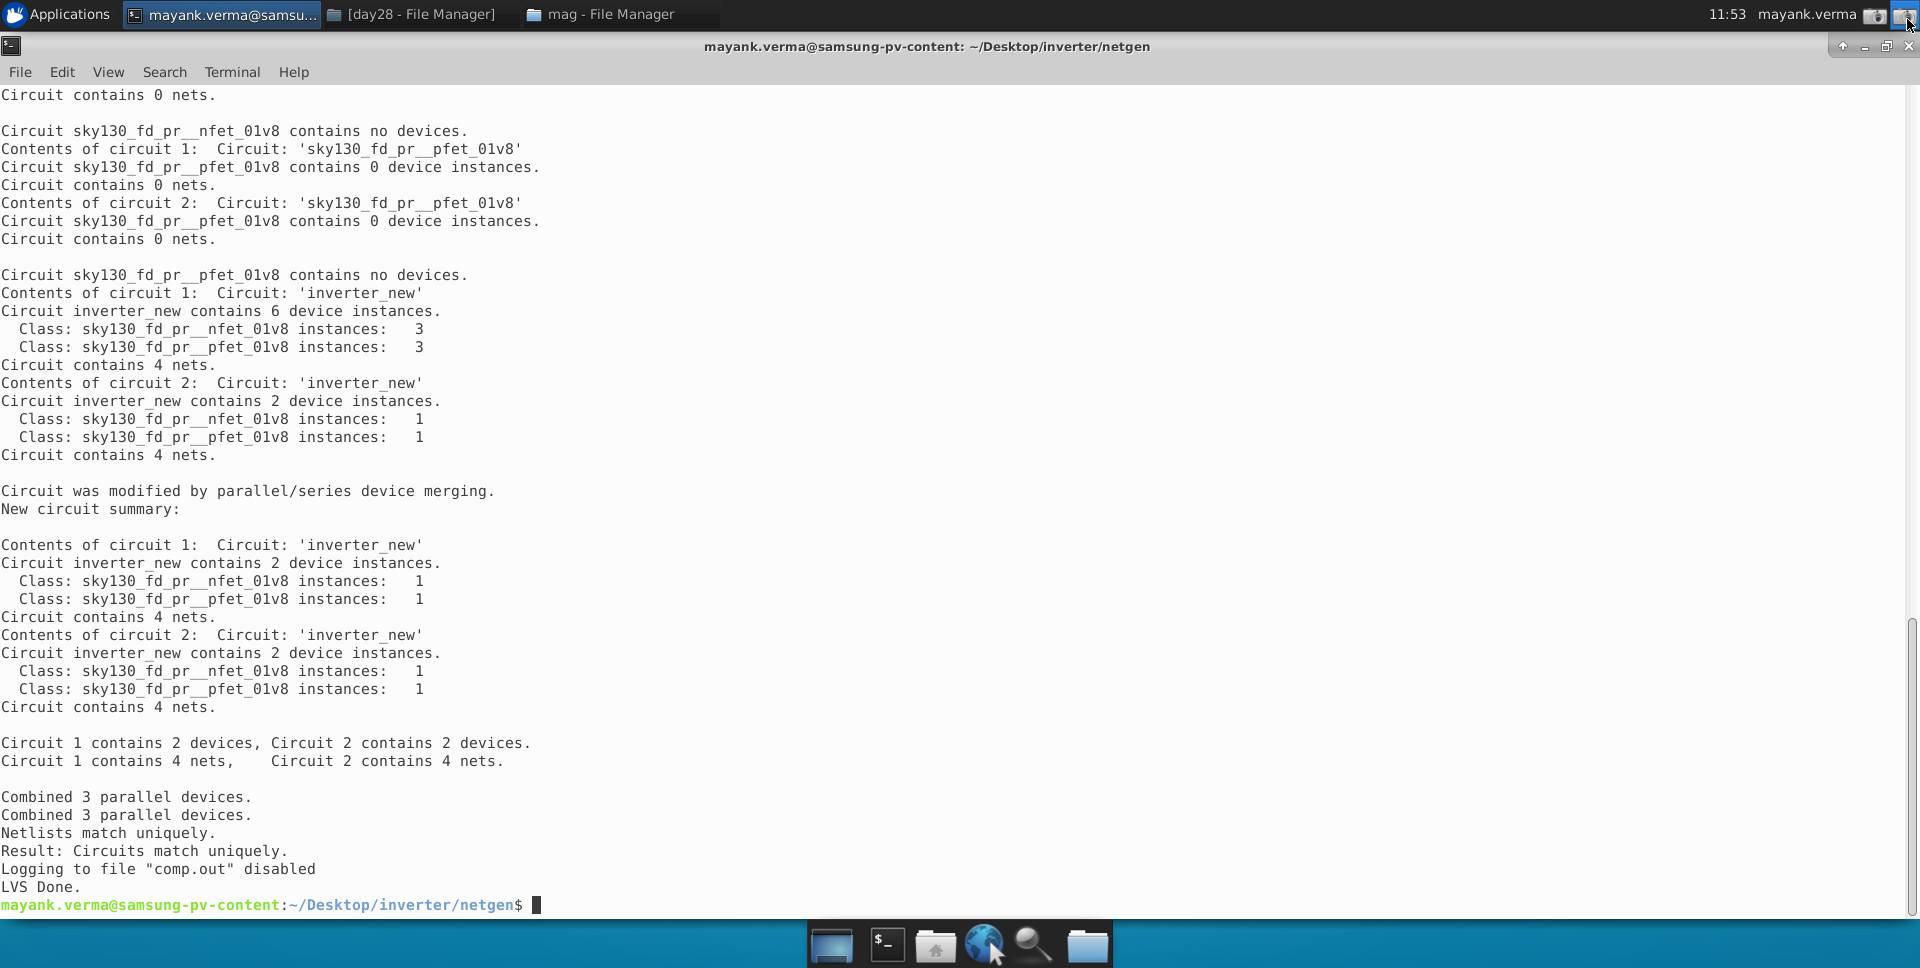 Applications
mayank.verma@samsu...
[day28 - File Manager]
mag - File Manager
11:53
mayank.verma
mayank.verma@samsung-pv-content: ~/Desktop/inverter/netgen
File Edit View Search Terminal Help
Circuit contains 0 nets.
Circuit sky130_fd_pr__nfet_01v8 contains no devices.
Contents of circuit 1:  Circuit: 'sky130_fd_pr__pfet_01v8'
Circuit sky130_fd_pr__pfet_01v8 contains 0 device instances.
Circuit contains 0 nets.
Contents of circuit 2:  Circuit: 'sky130_fd_pr__pfet_01v8'
Circuit sky130_fd_pr__pfet_01v8 contains 0 device instances.
Circuit contains 0 nets.
Circuit sky130_fd_pr__pfet_01v8 contains no devices.
Contents of circuit 1:  Circuit: 'inverter_new'
Circuit inverter_new contains 6 device instances.
  Class: sky130_fd_pr__nfet_01v8 instances:   3
  Class: sky130_fd_pr__pfet_01v8 instances:   3
Circuit contains 4 nets.
Contents of circuit 2:  Circuit: 'inverter_new'
Circuit inverter_new contains 2 device instances.
  Class: sky130_fd_pr__nfet_01v8 instances:   1
  Class: sky130_fd_pr__pfet_01v8 instances:   1
Circuit contains 4 nets.
Circuit was modified by parallel/series device merging.
New circuit summary:
Contents of circuit 1:  Circuit: 'inverter_new'
Circuit inverter_new contains 2 device instances.
  Class: sky130_fd_pr__nfet_01v8 instances:   1
  Class: sky130_fd_pr__pfet_01v8 instances:   1
Circuit contains 4 nets.
Contents of circuit 2:  Circuit: 'inverter_new'
Circuit inverter_new contains 2 device instances.
  Class: sky130_fd_pr__nfet_01v8 instances:   1
  Class: sky130_fd_pr__pfet_01v8 instances:   1
Circuit contains 4 nets.
Circuit 1 contains 2 devices, Circuit 2 contains 2 devices.
Circuit 1 contains 4 nets,    Circuit 2 contains 4 nets.
Combined 3 parallel devices.
Combined 3 parallel devices.
Netlists match uniquely.
Result: Circuits match uniquely.
Logging to file "comp.out" disabled
LVS Done.
mayank.verma@samsung-pv-content:~/Desktop/inverter/netgen$